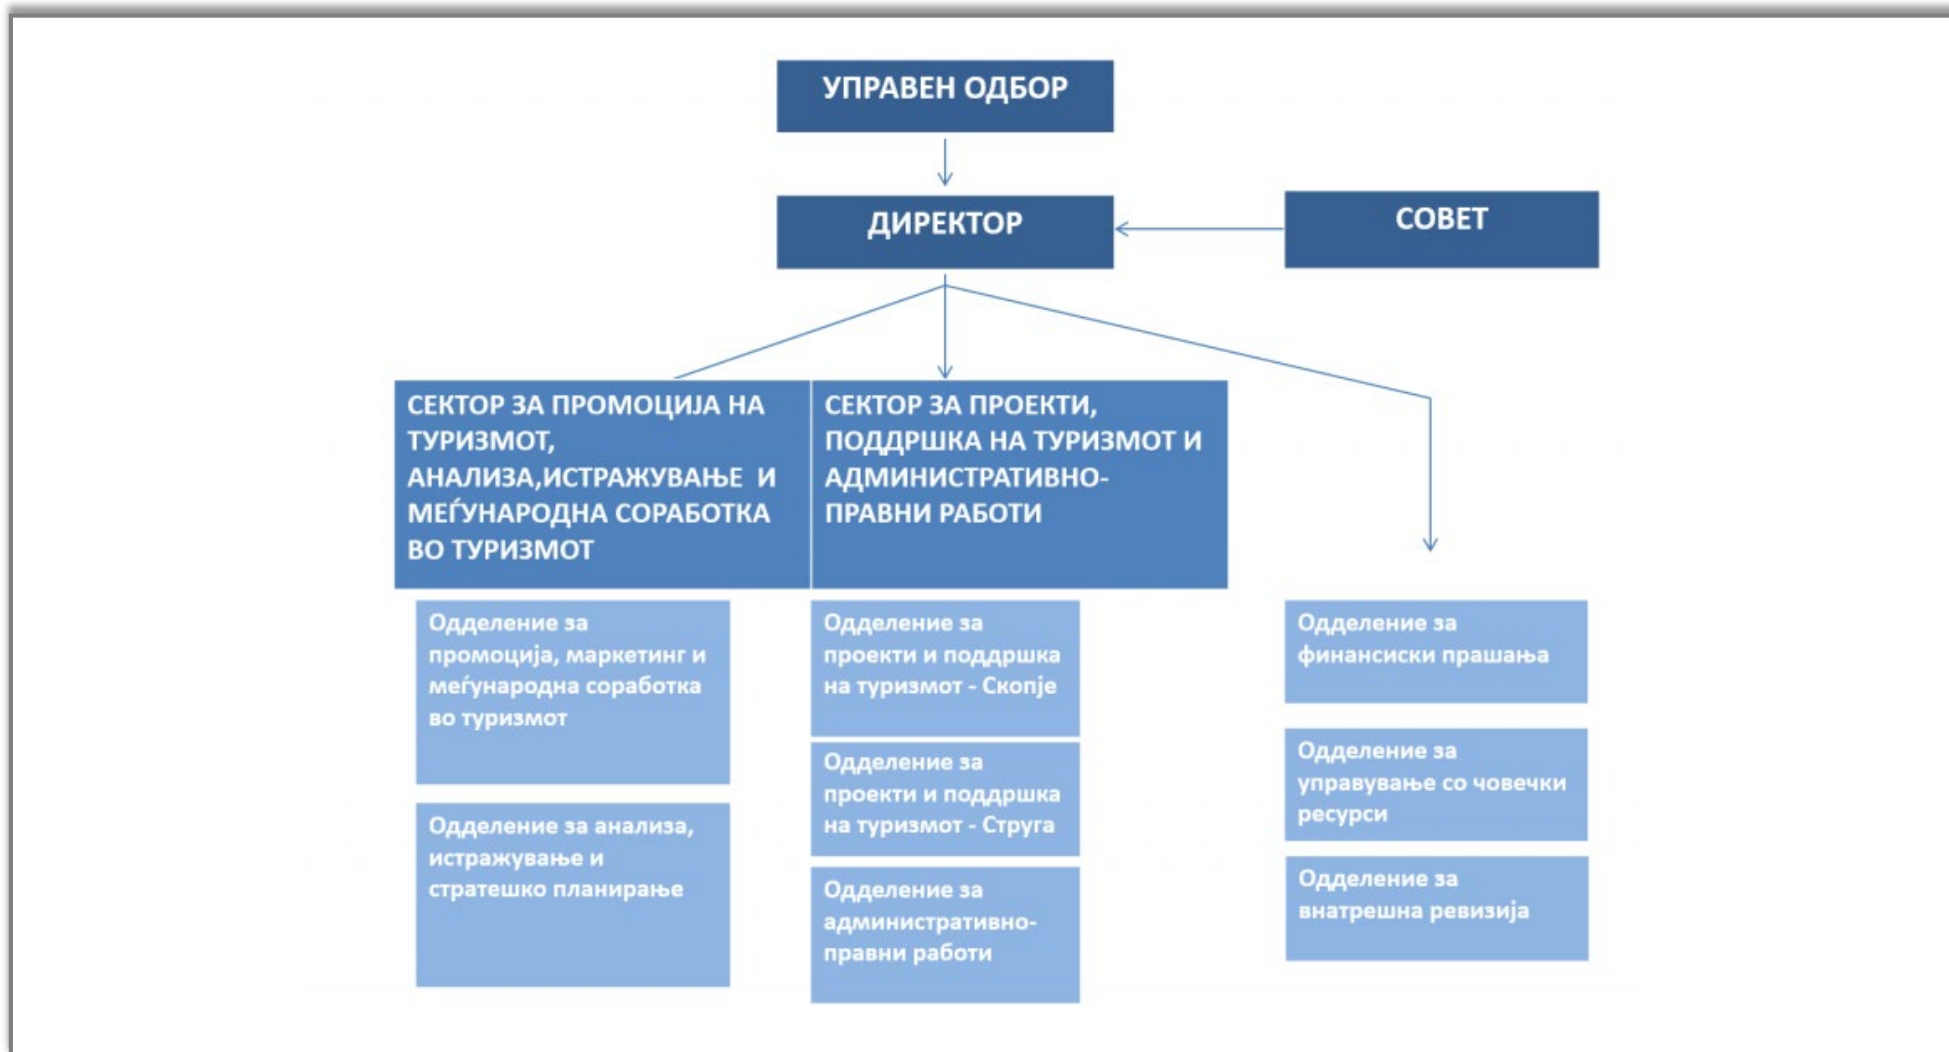 УПРАВЕН ОДБОР
ДИРЕКТОР
СОВЕТ
СЕКТОР ЗА ПРОМОЦИЈА НА
ТУРИЗМОТ,
АНАЛИЗА,ИСТРАЖУВАЊЕ И
МЕЃУНАРОДНА СОРАБОТКА
ВО ТУРИЗМОТ
СЕКТОР ЗА ПРОЕКТИ,
ПОДДРШКА НА ТУРИЗМОТ И
АДМИНИСТРАТИВНО-
ПРАВНИ РАБОТИ
Одделение за
промоција, маркетинг и
меѓународна соработка
во туризмот
Одделение за анализа,
истражување и
стратешко планирање
Одделение за
проекти и поддршка
на туризмот - Скопје
Одделение за
проекти и поддршка
на туризмот - Струга
Одделение за
административно-
правни работи
Одделение за
финансиски прашања
Одделение за
управување со човечки
ресурси
Одделение за
внатрешна ревизија